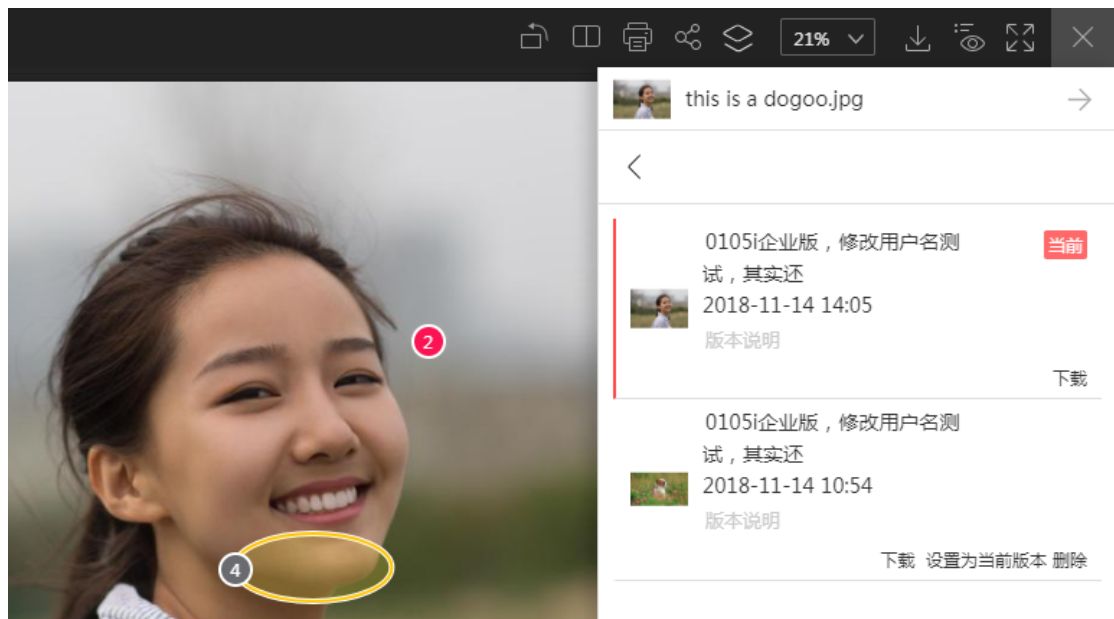 21%
this is a dogoo.jpg
0105i企业版，修改用户名测
当前
试，其实还
2018-11-14 14:05
版本说明
下载
2
0105i企业版，修改用户名测
试，其实还
2018-11-14 10:54
版本说明
下载 设置为当前版本 删除
4